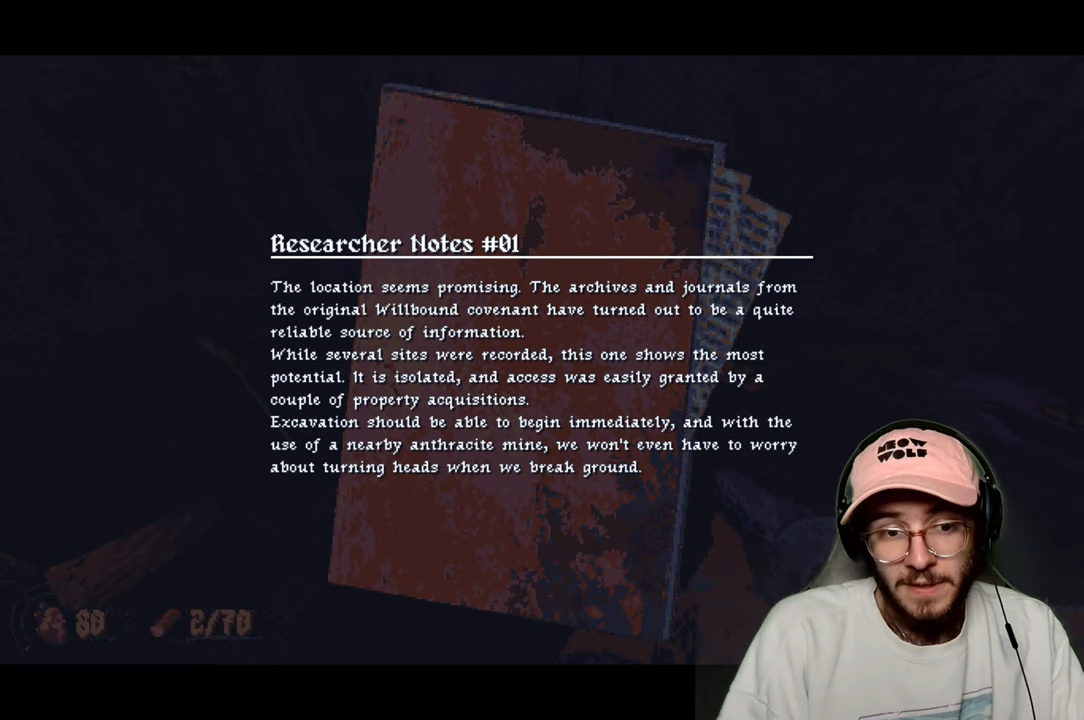 Researcher Notes #01
The location seems promising. The archives and journals from
the original Willbound covenant have turned out to be a quite
reliable source of information.
While several sites were recorded, this one shows the most
potential. It is isolated, and access was easily granted by a
couple of property acquisitions.
Excavation should be able to begin immediately, and with the
use of a nearby anthracite mine, we won't even have to worry
about turning heads when we break ground.
MEOW
WOLF
80 2/70